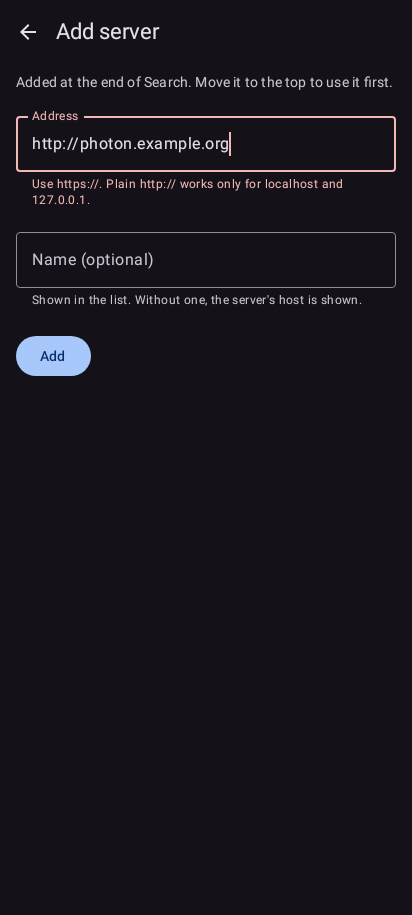 Add server
Added at the end of Search. Move it to the top to use it first.
Address
http://photon.example.org
Use https://. Plain http:// works only for localhost and
127.0.0.1.
Name (optional)
Shown in the list. Without one, the server's host is shown.
Add